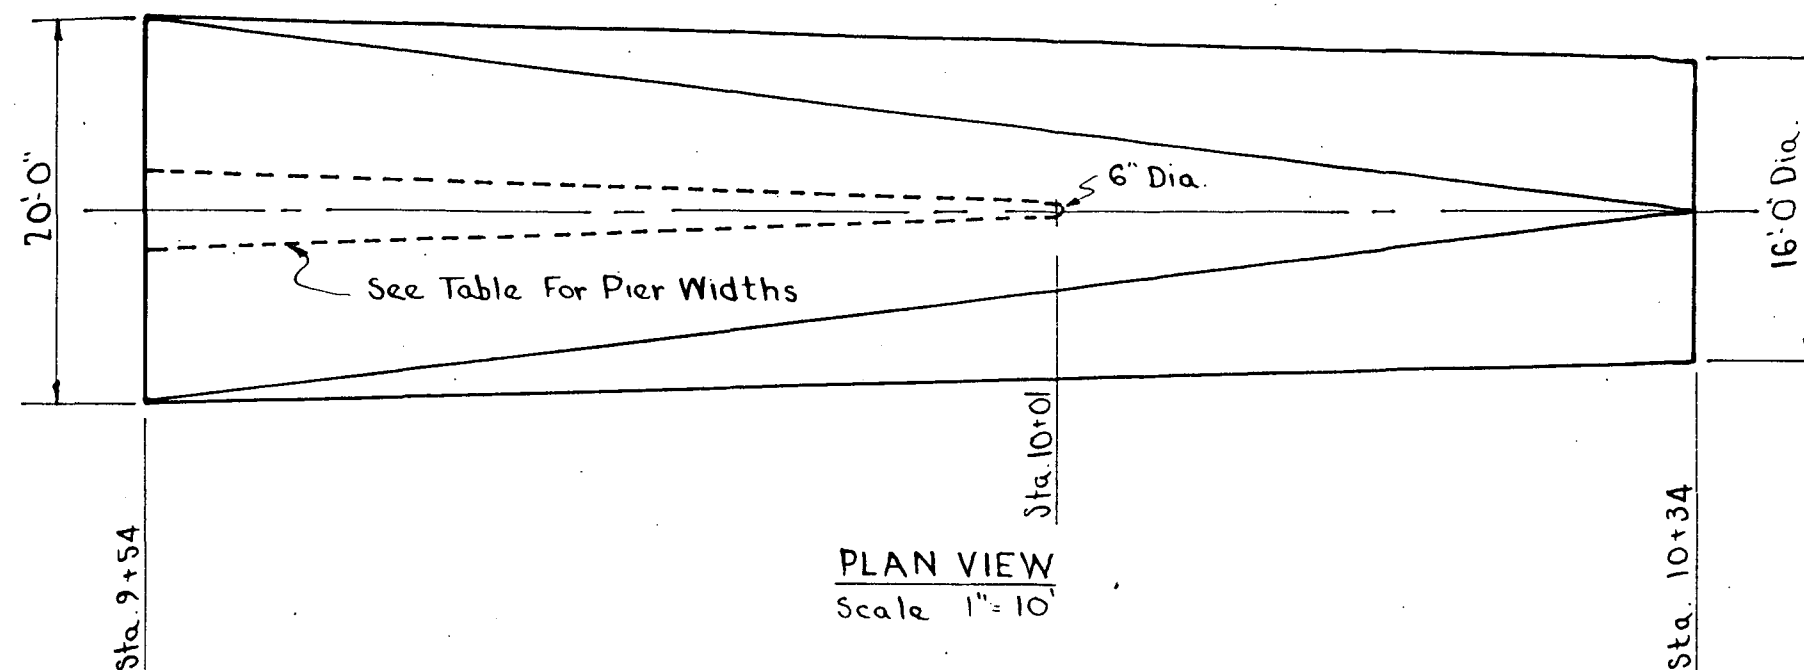 20'-0"
6" Dia.
See Table For Pier Widths
16'-0" Dia.
Sta. 9+54
Sta. 10+01
Sta. 10+34
PLAN VIEW
Scale 1"=10'